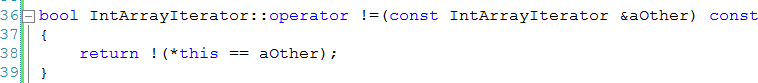 36 bool IntArrayIterator::operator !=(const IntArrayIterator &aOther) const
37 {
38 return !(*this == aOther);
39 }